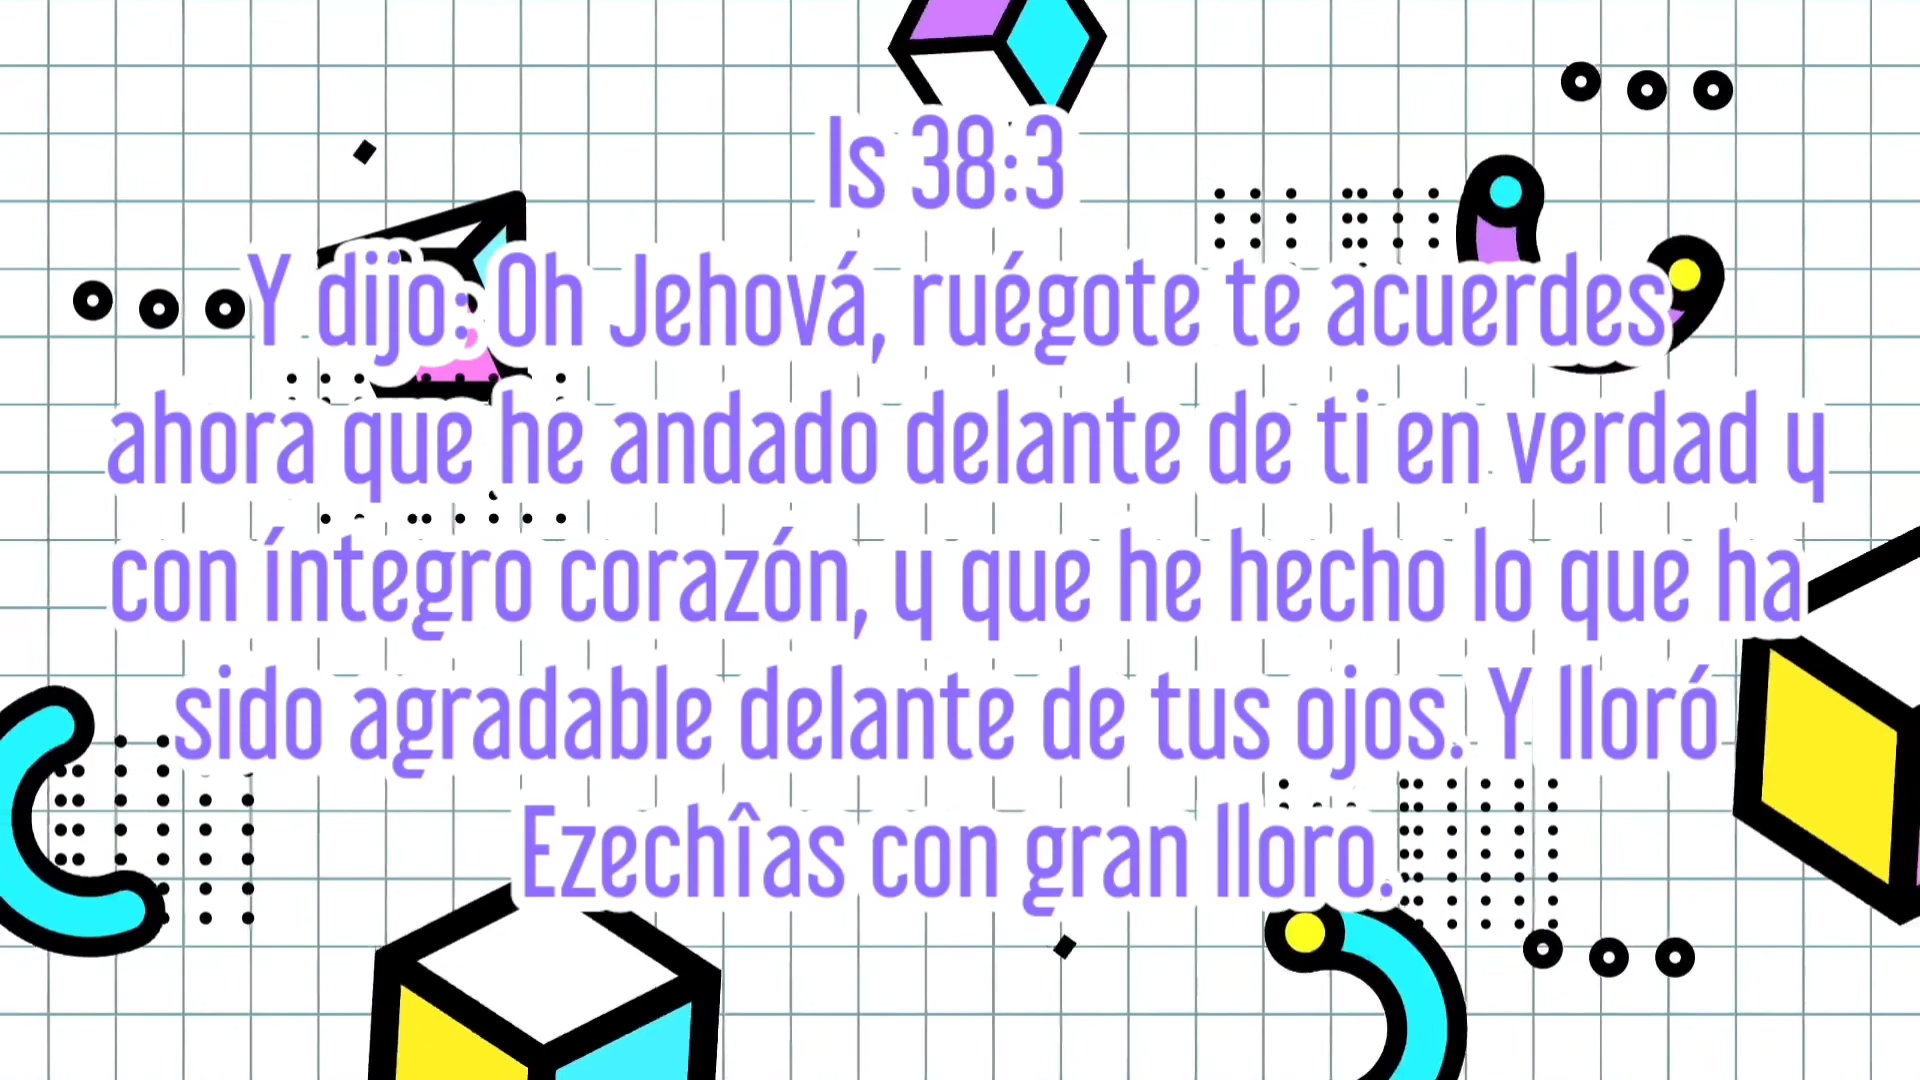 Is 38:3
Y dijo: Oh Jehová, ruégote te acuerdes
ahora que he andado delante de ti en verdad y
con íntegro corazón, y que he hecho lo que ha
sido agradable delante de tus ojos. Y lloró
Ezechîas con gran lloro.